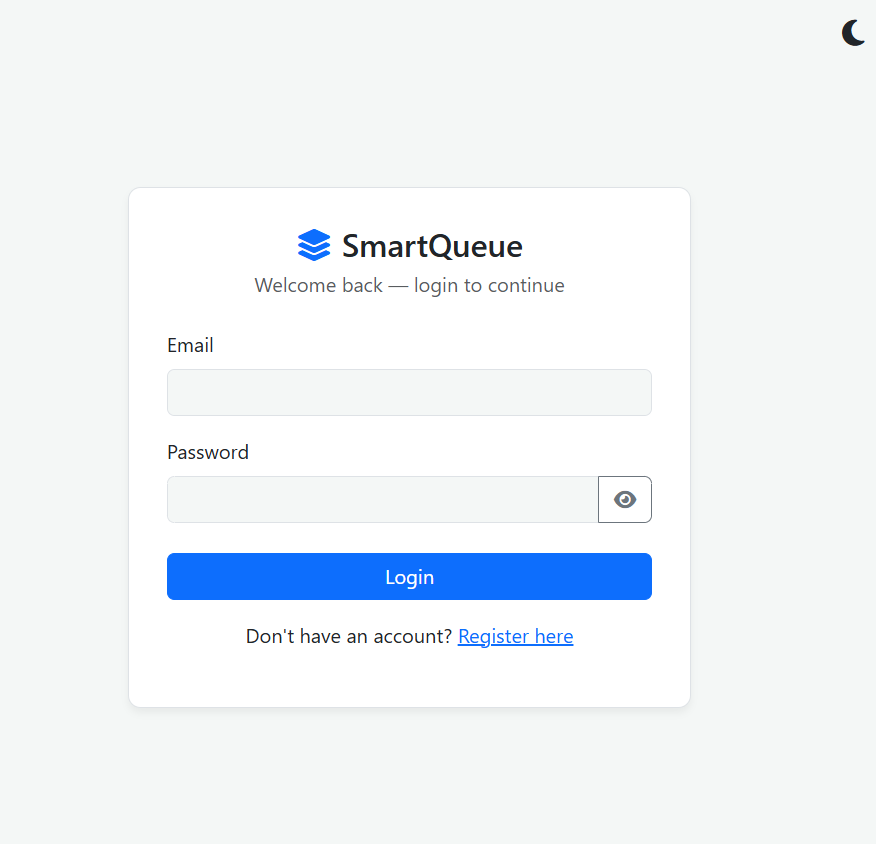 SmartQueue
Welcome back — login to continue
Email
Password
Login
Don't have an account? Register here